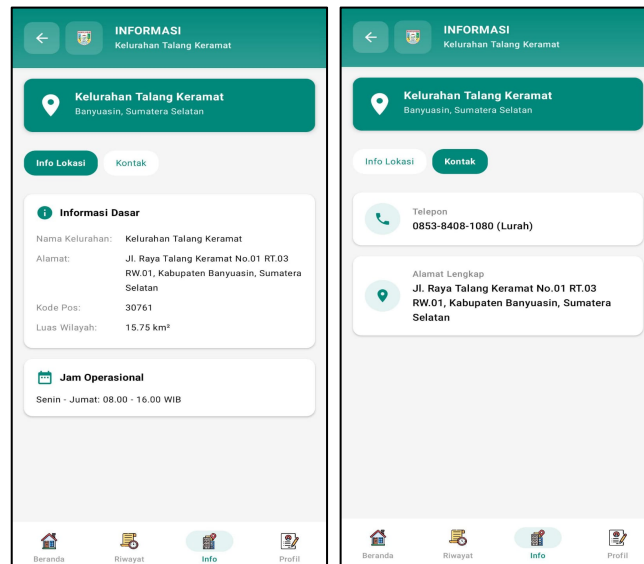 INFORMASI
Kelurahan Talang Keramat
Kelurahan Talang Keramat
Banyuasin, Sumatera Selatan
Info Lokasi
Kontak
Informasi Dasar
Nama Kelurahan: Kelurahan Talang Keramat
Alamat: Jl. Raya Talang Keramat No.01 RT.03
RW.01, Kabupaten Banyuasin, Sumatera
Selatan
Kode Pos: 30761
Luas Wilayah: 15.75 km²
Jam Operasional
Senin - Jumat: 08.00 - 16.00 WIB
Beranda
Riwayat
Info
Profil
INFORMASI
Kelurahan Talang Keramat
Kelurahan Talang Keramat
Banyuasin, Sumatera Selatan
Info Lokasi
Kontak
Telepon
0853-8408-1080 (Lurah)
Alamat Lengkap
Jl. Raya Talang Keramat No.01 RT.03
RW.01, Kabupaten Banyuasin, Sumatera
Selatan
Beranda
Riwayat
Info
Profil